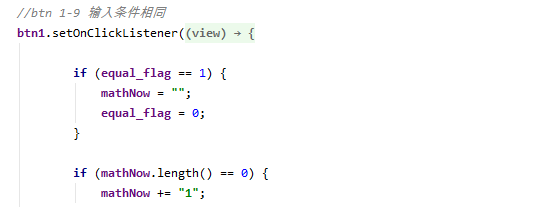 //btn 1-9 输入条件相同
btn1.setOnClickListener((view) → {
if (equal_flag == 1) {
mathNow = "";
equal_flag = 0;
}
if (mathNow.length() == 0) {
mathNow += "1";